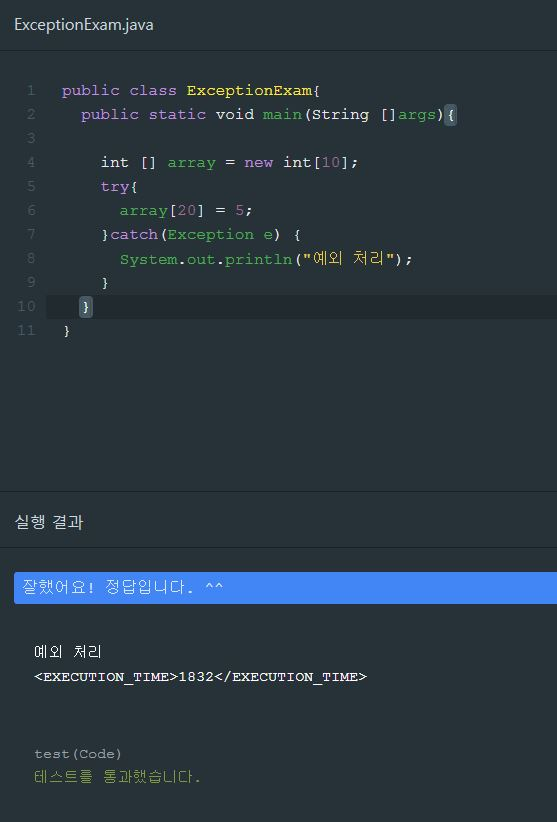 ExceptionExam.java
1 public class ExceptionExam{
2 public static void main(String []args){
3
4 int [] array = new int[10];
5 try{
6 array[20] = 5;
7 }catch(Exception e) {
8 System.out.println("예외 처리");
9 }
10 }
11 }
실행 결과
잘했어요! 정답입니다. ^^
예외 처리
<EXECUTION_TIME>1832</EXECUTION_TIME>
test(Code)
테스트를 통과했습니다.